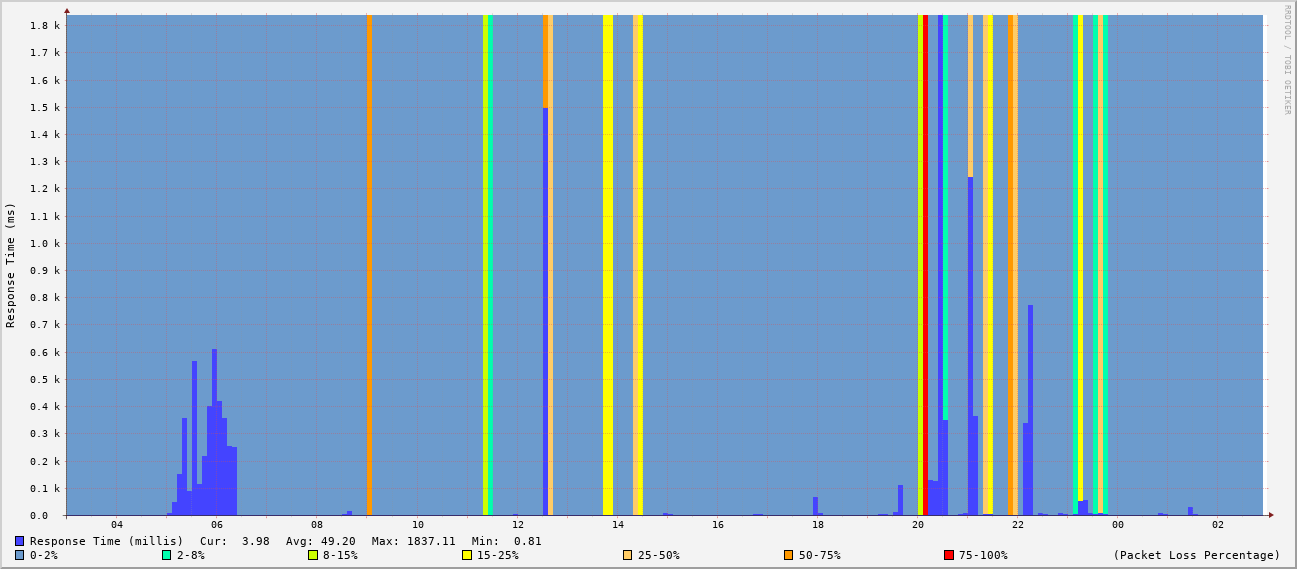 RRDTOOL / TOBI OETIKER
Response Time (ms)
1.8 k
1.7 k
1.6 k
1.5 k
1.4 k
1.3 k
1.2 k
1.1 k
1.0 k
0.9 k
0.8 k
0.7 k
0.6 k
0.5 k
0.4 k
0.3 k
0.2 k
0.1 k
0.0
04 06 08 10 12 14 16 18 20 22 00 02
Response Time (millis) Cur: 3.98 Avg: 49.20 Max: 1837.11 Min: 0.81
0-2% 2-8% 8-15% 15-25% 25-50% 50-75% 75-100% (Packet Loss Percentage)